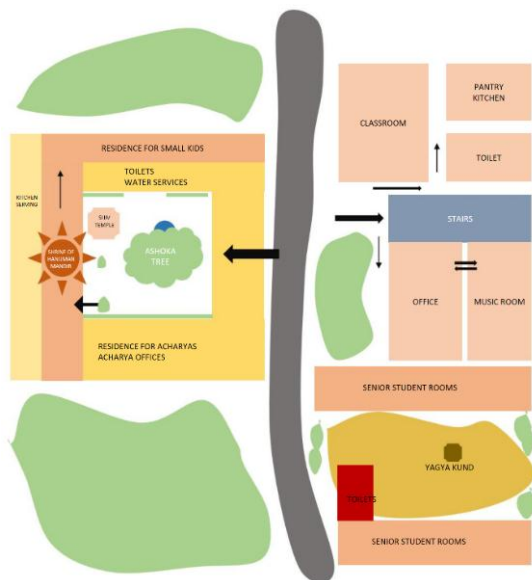 CLASSROOM
PANTRY
KITCHEN
RESIDENCE FOR SMALL KIDS
TOILET
TOILETS
WATER SERVICES
KITCHEN
SERVING
SHIV
TEMPLE
STAIRS
ASHOKA
TREE
SHRINE OF
HANUMAN
MANDIR
OFFICE
MUSIC ROOM
RESIDENCE FOR ACHARYAS
ACHARYA OFFICES
SENIOR STUDENT ROOMS
YAGYA KUND
TOILETS
SENIOR STUDENT ROOMS